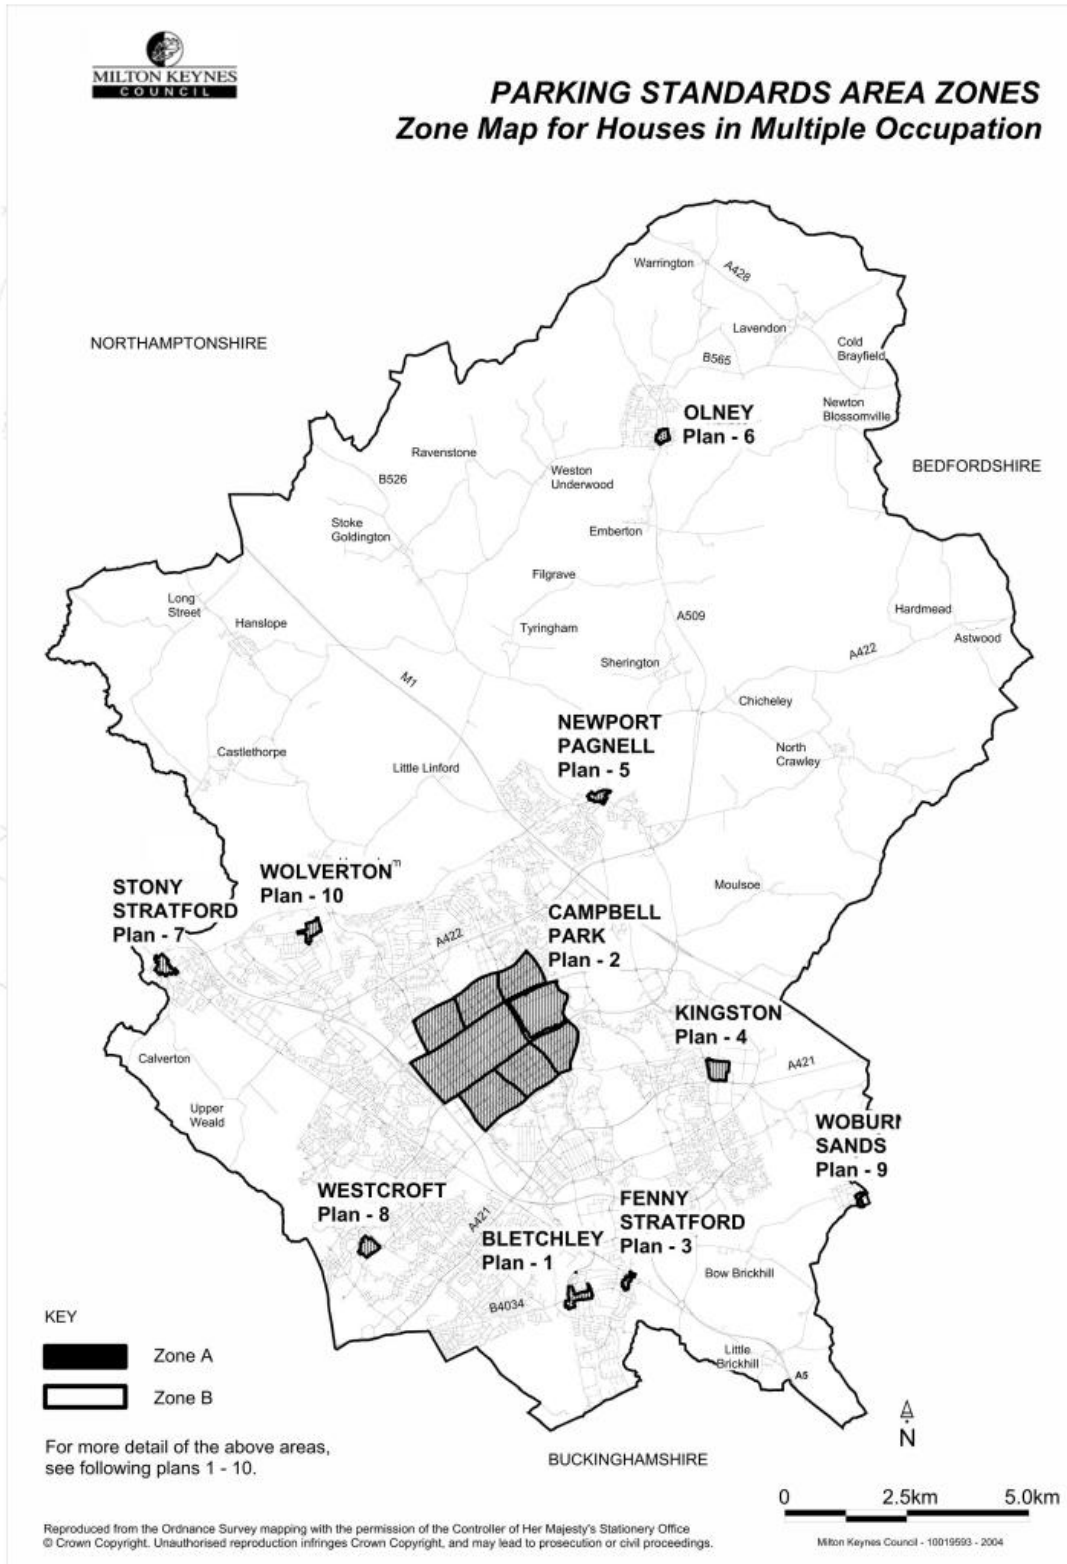 MILTON KEYNES
COUNCIL
PARKING STANDARDS AREA ZONES
Zone Map for Houses in Multiple Occupation
Warrington
A428
NORTHAMPTONSHIRE
Lavendon
Cold
Brayfield
B565
Newton
Blossomville
OLNEY
Plan - 6
Ravenstone
BEDFORDSHIRE
Weston
Underwood
B526
Stoke
Goldington
Emberton
Filgrave
Long
Street
Hanslope
Hardmead
A509
Tyringham
Astwood
A422
Sherington
M1
Chicheley
NEWPORT
PAGNELL
Plan - 5
North
Crawley
Castlethorpe
Little Linford
WOLVERTON
Plan - 10
STONY
STRATFORD
Plan - 7
Moulsoe
CAMPBELL
PARK
Plan - 2
A422
KINGSTON
Plan - 4
Calverton
A421
Upper
Weald
WOBURN
SANDS
Plan - 9
WESTCROFT
Plan - 8
FENNY
STRATFORD
Plan - 3
A421
BLETCHLEY
Plan - 1
Bow Brickhill
B4034
KEY
Zone A
Little
Brickhill
A5
Zone B
N
For more detail of the above areas,
see following plans 1 - 10.
BUCKINGHAMSHIRE
0 2.5km 5.0km
Reproduced from the Ordnance Survey mapping with the permission of the Controller of Her Majesty's Stationery Office
© Crown Copyright. Unauthorised reproduction infringes Crown Copyright, and may lead to prosecution or civil proceedings.
Milton Keynes Council - 10019593 - 2004